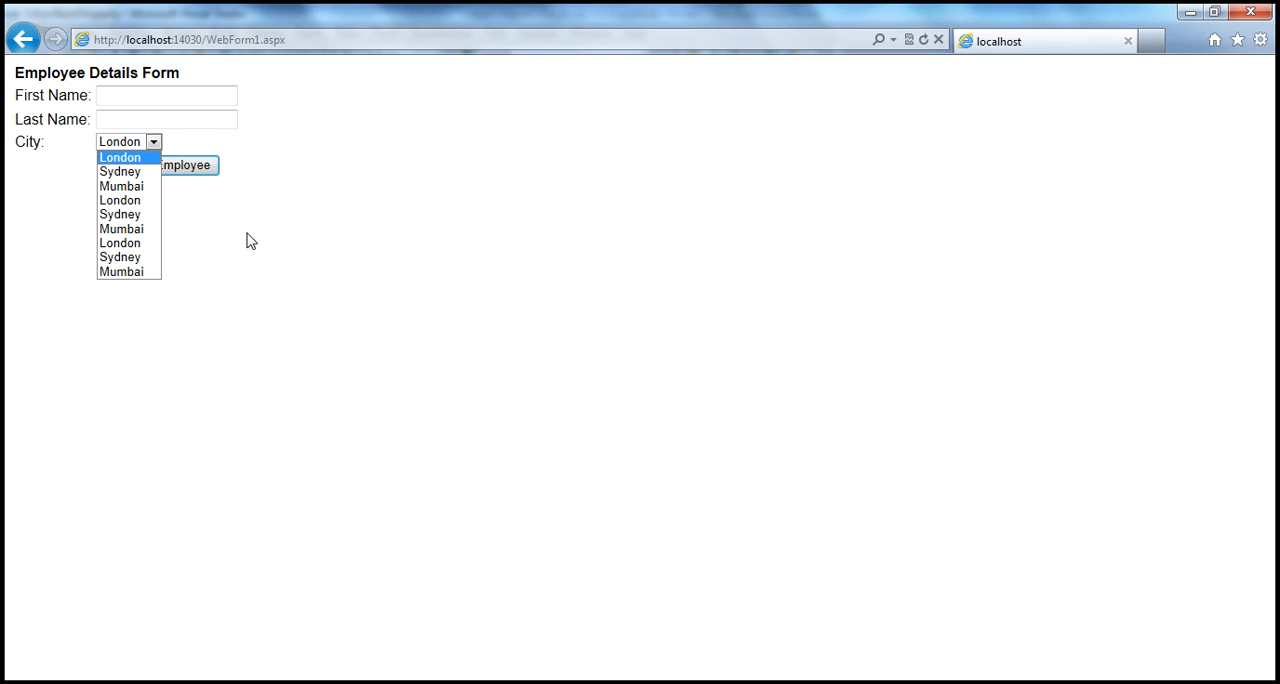 http://localhost:14030/WebForm1.aspx
localhost
Employee Details Form
First Name:
Last Name:
City:
London
London
mployee
Sydney
Mumbai
London
Sydney
Mumbai
London
Sydney
Mumbai